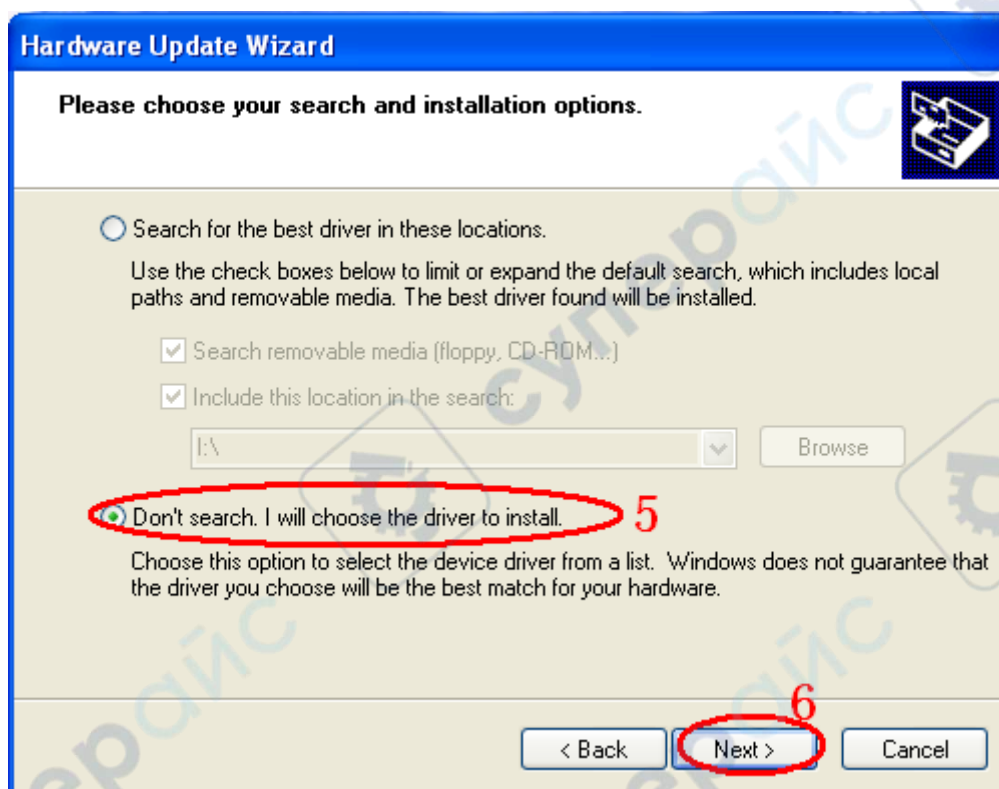 Hardware Update Wizard
Please choose your search and installation options.
Search for the best driver in these locations.
Use the check boxes below to limit or expand the default search, which includes local
paths and removable media. The best driver found will be installed.
Search removable media (floppy, CD-ROM...)
Include this location in the search:
I:\
Browse
Don't search. I will choose the driver to install.
5
Choose this option to select the device driver from a list. Windows does not guarantee that
the driver you choose will be the best match for your hardware.
6
< Back
Next >
Cancel
суперайс